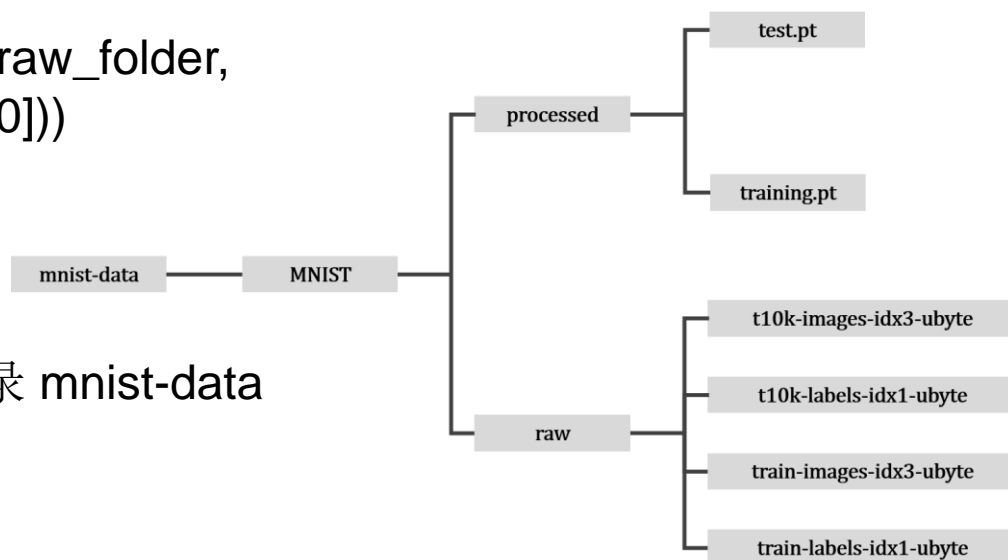 raw_folder,
0]))
录 mnist-data
mnist-data
MNIST
processed
test.pt
training.pt
raw
t10k-images-idx3-ubyte
t10k-labels-idx1-ubyte
train-images-idx3-ubyte
train-labels-idx1-ubyte